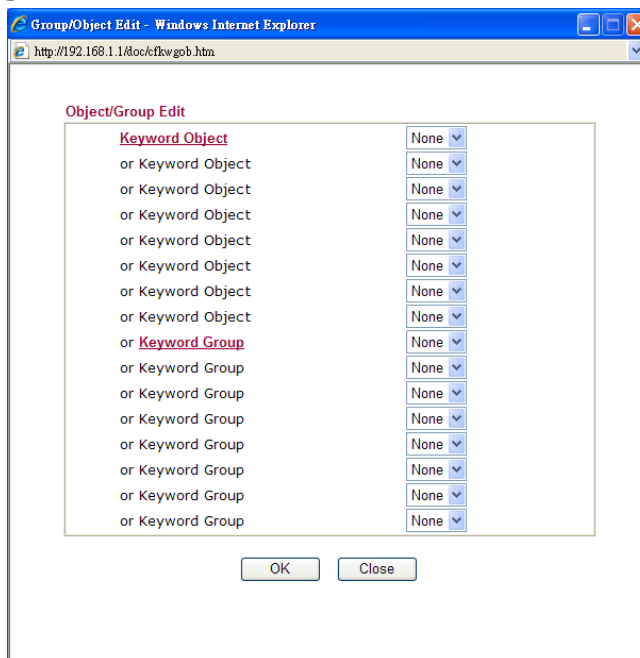 Group/Object Edit - Windows Internet Explorer
http://192.168.1.1/doc/cfkwgob.htm
Object/Group Edit
Keyword Object None
or Keyword Object None
or Keyword Object None
or Keyword Object None
or Keyword Object None
or Keyword Object None
or Keyword Object None
or Keyword Object None
or Keyword Group None
or Keyword Group None
or Keyword Group None
or Keyword Group None
or Keyword Group None
or Keyword Group None
or Keyword Group None
or Keyword Group None
OK Close